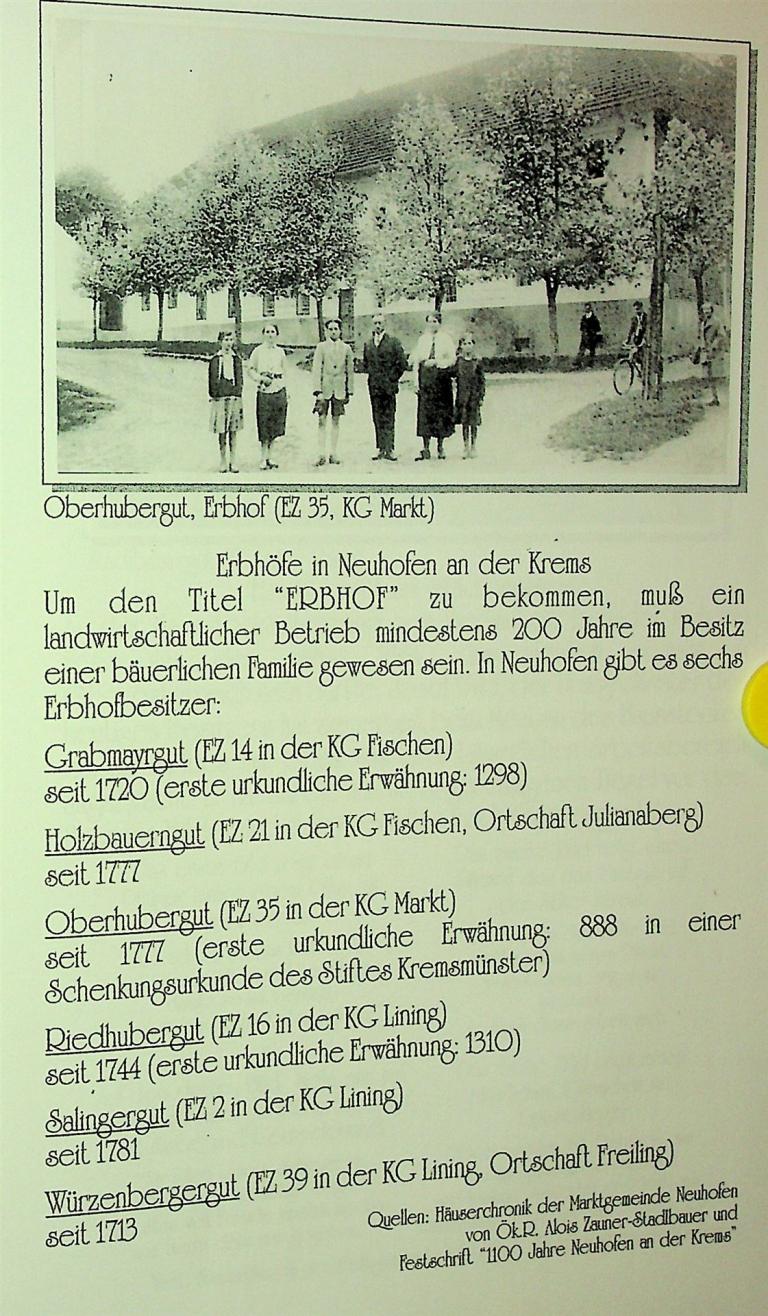 Oberhubergut, Erbhof (EZ 35, KG Markt)
Erbhöfe in Neuhofen an der Krems
Um den Titel “ERBHOF” zu bekommen, muß ein
landwirtschaftlicher Betrieb mindestens 200 Jahre im Besitz
einer bäuerlichen Familie gewesen sein. In Neuhofen gibt es sechs
Erbhofbesitzer:
Grabmayrgut (EZ 14 in der KG Fischen)
seit 1720 (erste urkundliche Erwähnung: 1298)
Holzbauerngut (EZ 21 in der KG Fischen, Ortschaft Julianaberg)
seit 1777
Oberhubergut (EZ 35 in der KG Markt)
seit 1777 (erste urkundliche Erwähnung: 888 in einer
Schenkungsurkunde des Stiftes Kremsmünster)
Riedhubergut (EZ 16 in der KG Lining)
seit 1744 (erste urkundliche Erwähnung: 1310)
Salingergut (EZ 2 in der KG Lining)
seit 1781
Würzenbergergut (EZ 39 in der KG Lining, Ortschaft Freiling)
seit 1713
Quellen: Häuserchronik der Marktgemeinde Neuhofen
von Ök.R. Alois Zauner-Stadlbauer und
Festschrift “1100 Jahre Neuhofen an der Krems”